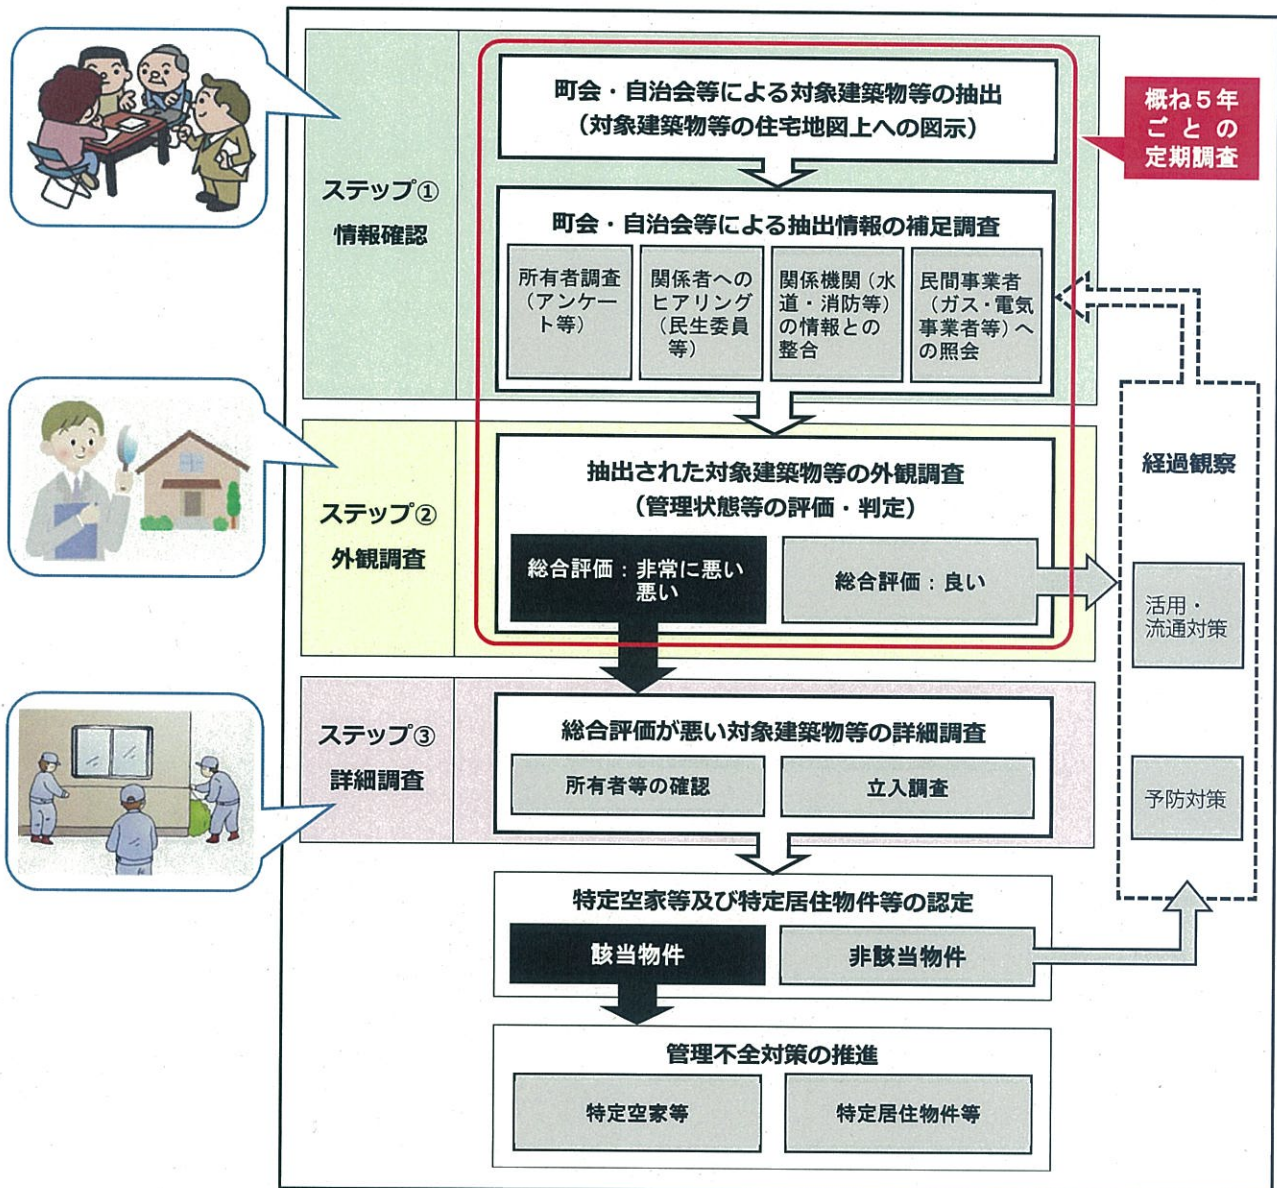 町会・自治会等による対象建築物等の抽出
(対象建築物等の住宅地図上への図示)
概ね5年
ごとの
定期調査
ステップ①
情報確認
町会・自治会等による抽出情報の補足調査
所有者調査
(アンケー
ト等)
関係者への
ヒアリング
(民生委員
等)
関係機関(水
道・消防等)
の情報との
整合
民間事業者
(ガス・電気
事業者等)へ
の照会
ステップ②
外観調査
抽出された対象建築物等の外観調査
(管理状態等の評価・判定)
総合評価:非常に悪い
悪い
総合評価:良い
経過観察
活用・
流通対策
予防対策
ステップ③
詳細調査
総合評価が悪い対象建築物等の詳細調査
所有者等の確認
立入調査
特定空家等及び特定居住物件等の認定
該当物件
非該当物件
管理不全対策の推進
特定空家等
特定居住物件等